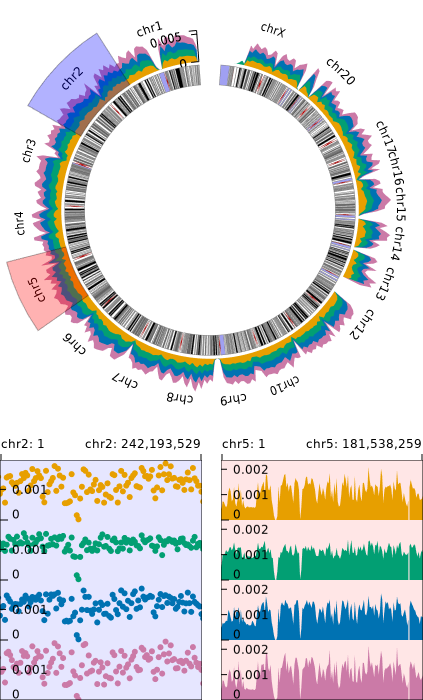 chr1
chrX
0.005
0
chr2
chr20
chr3
chr17
chr16
chr4
chr15
chr14
chr5
chr13
chr6
chr12
chr7
chr8
chr9
chr10
chr2: 1 chr2: 242,193,529
chr5: 1 chr5: 181,538,259
0.001
0
0.001
0
0.001
0
0.001
0
0.002
0.001
0
0.002
0.001
0
0.002
0.001
0
0.002
0.001
0